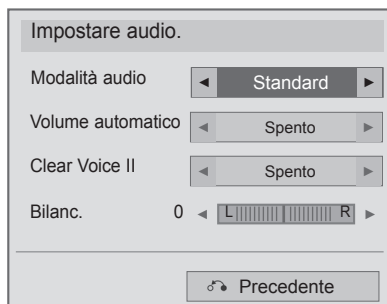 Impostare audio.
Modalità audio ◄ Standard ►
Volume automatico ◄ Spento ►
Clear Voice II ◄ Spento ►
Bilanc. 0 ◄ L R ►
Precedente